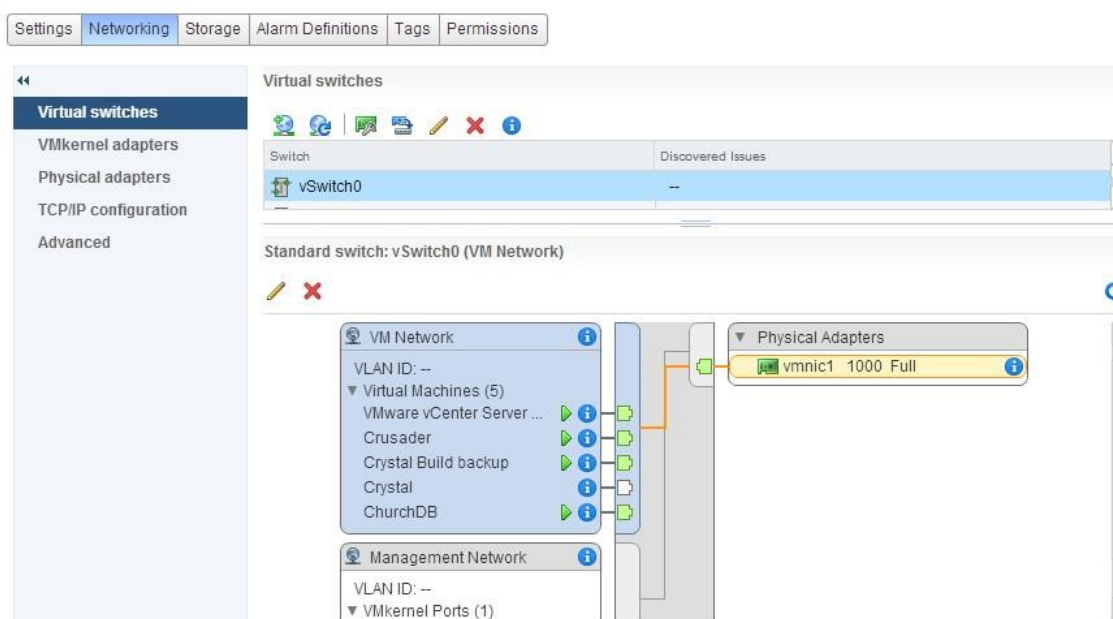 Settings Networking Storage Alarm Definitions Tags Permissions
Virtual switches
VMkernel adapters
Physical adapters
TCP/IP configuration
Advanced
Virtual switches
Switch Discovered Issues
vSwitch0 --
Standard switch: vSwitch0 (VM Network)
VM Network
VLAN ID: --
Virtual Machines (5)
VMware vCenter Server ...
Crusader
Crystal Build backup
Crystal
ChurchDB
Management Network
VLAN ID: --
VMkernel Ports (1)
Physical Adapters
vmnic1 1000 Full